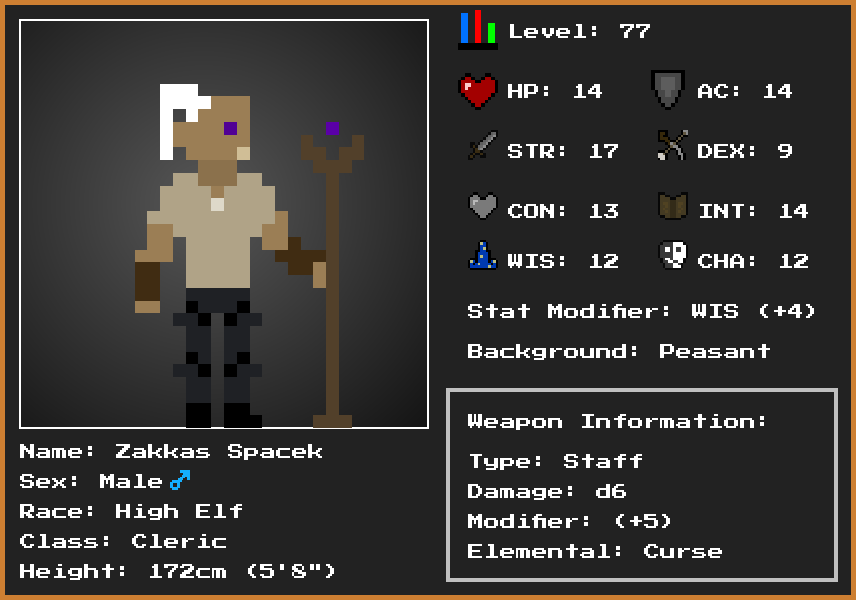 Level: 77
HP: 14
AC: 14
STR: 17
DEX: 9
CON: 13
INT: 14
WIS: 12
CHA: 12
Stat Modifier: WIS (+4)
Background: Peasant
Weapon Information:
Type: Staff
Damage: d6
Modifier: (+5)
Elemental: Curse
Name: Zakkas Spacek
Sex: Male♂
Race: High Elf
Class: Cleric
Height: 172cm (5'8")